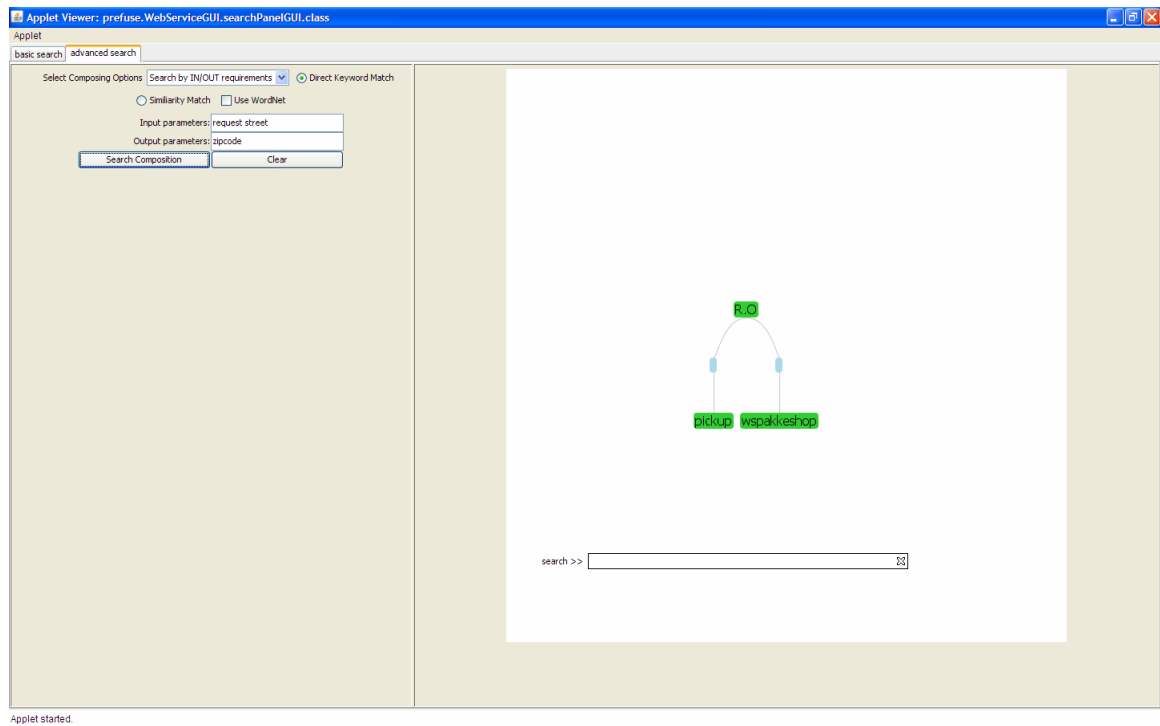 Applet Viewer: prefuse.WebServiceGUI.searchPanelGUI.class
Applet
basic search advanced search
Select Composing Options Search by IN/OUT requirements Direct Keyword Match
Similiarity Match Use WordNet
Input parameters: request street
Output parameters: zipcode
Search Composition Clear
R.O
pickup wspakkeshop
search >>
Applet started.